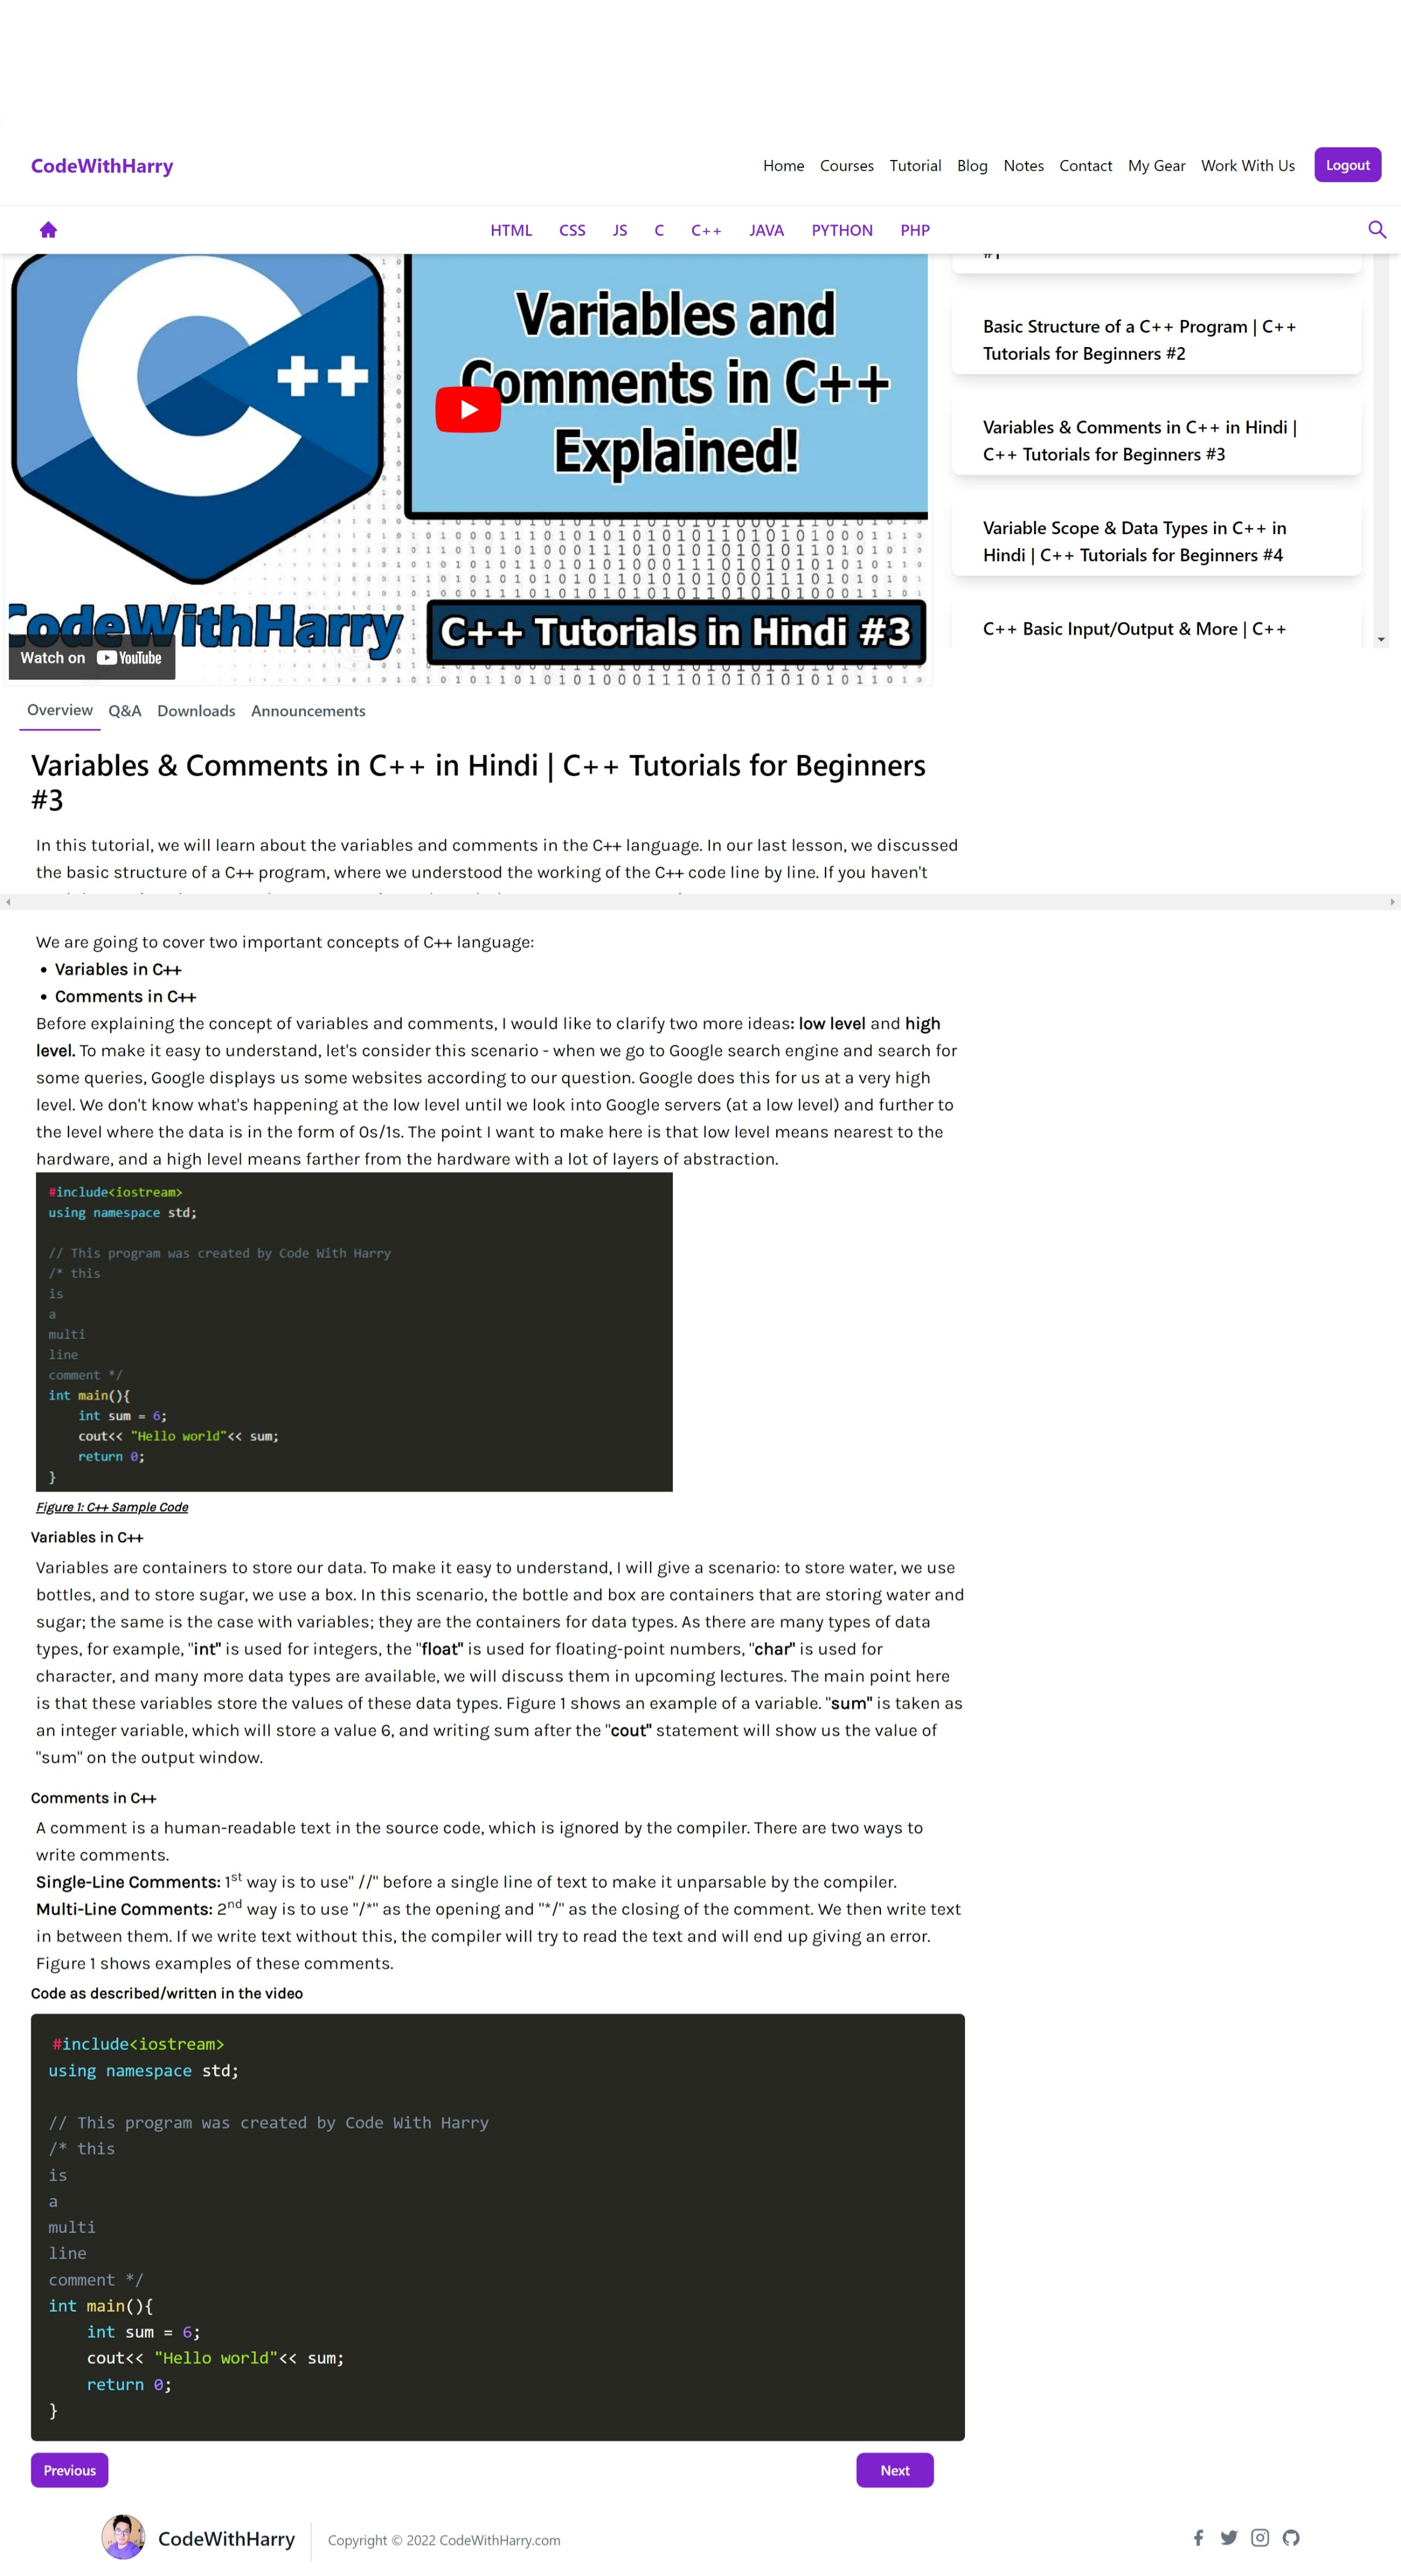 CodeWithHarry
Home Courses Tutorial Blog Notes Contact My Gear Work With Us Logout
HTML CSS JS C C++ JAVA PYTHON PHP
C++
Variables and
Comments in C++
Explained!
CodeWithHarry
C++ Tutorials in Hindi #3
Watch on YouTube
#1
Basic Structure of a C++ Program | C++
Tutorials for Beginners #2
Variables & Comments in C++ in Hindi |
C++ Tutorials for Beginners #3
Variable Scope & Data Types in C++ in
Hindi | C++ Tutorials for Beginners #4
C++ Basic Input/Output & More | C++
Overview Q&A Downloads Announcements
Variables & Comments in C++ in Hindi | C++ Tutorials for Beginners
#3
In this tutorial, we will learn about the variables and comments in the C++ language. In our last lesson, we discussed
the basic structure of a C++ program, where we understood the working of the C++ code line by line. If you haven't
We are going to cover two important concepts of C++ language:
• Variables in C++
• Comments in C++
Before explaining the concept of variables and comments, I would like to clarify two more ideas: low level and high
level. To make it easy to understand, let's consider this scenario - when we go to Google search engine and search for
some queries, Google displays us some websites according to our question. Google does this for us at a very high
level. We don't know what's happening at the low level until we look into Google servers (at a low level) and further to
the level where the data is in the form of 0s/1s. The point I want to make here is that low level means nearest to the
hardware, and a high level means farther from the hardware with a lot of layers of abstraction.
#include<iostream>
using namespace std;
// This program was created by Code With Harry
/* this
is
a
multi
line
comment */
int main(){
int sum = 6;
cout<< "Hello world"<< sum;
return 0;
}
Figure 1: C++ Sample Code
Variables in C++
Variables are containers to store our data. To make it easy to understand, I will give a scenario: to store water, we use
bottles, and to store sugar, we use a box. In this scenario, the bottle and box are containers that are storing water and
sugar; the same is the case with variables; they are the containers for data types. As there are many types of data
types, for example, "int" is used for integers, the "float" is used for floating-point numbers, "char" is used for
character, and many more data types are available, we will discuss them in upcoming lectures. The main point here
is that these variables store the values of these data types. Figure 1 shows an example of a variable. "sum" is taken as
an integer variable, which will store a value 6, and writing sum after the "cout" statement will show us the value of
"sum" on the output window.
Comments in C++
A comment is a human-readable text in the source code, which is ignored by the compiler. There are two ways to
write comments.
Single-Line Comments: 1st way is to use" //" before a single line of text to make it unparsable by the compiler.
Multi-Line Comments: 2nd way is to use "/*" as the opening and "*/" as the closing of the comment. We then write text
in between them. If we write text without this, the compiler will try to read the text and will end up giving an error.
Figure 1 shows examples of these comments.
Code as described/written in the video
#include<iostream>
using namespace std;
// This program was created by Code With Harry
/* this
is
a
multi
line
comment */
int main(){
int sum = 6;
cout<< "Hello world"<< sum;
return 0;
}
Previous Next
CodeWithHarry Copyright © 2022 CodeWithHarry.com